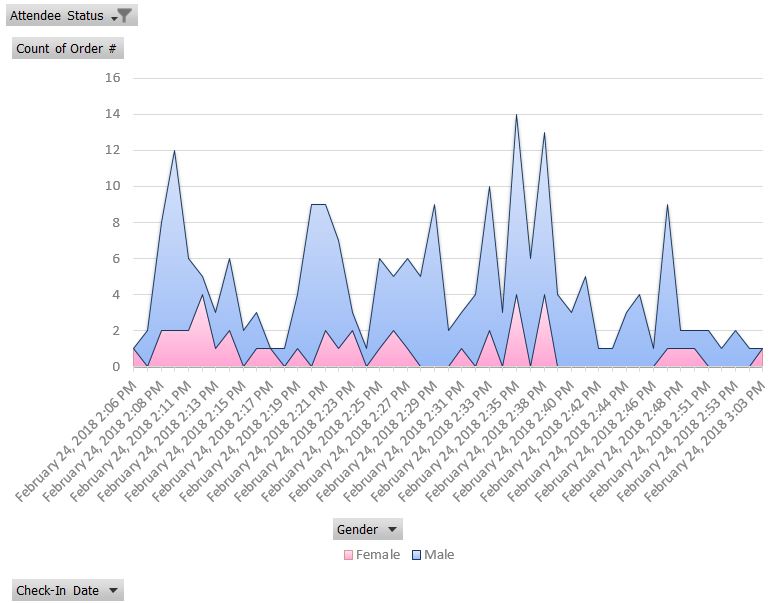 Attendee Status
Count of Order #
16
14
12
10
8
6
4
2
0
February 24, 2018 2:06 PM
February 24, 2018 2:08 PM
February 24, 2018 2:11 PM
February 24, 2018 2:13 PM
February 24, 2018 2:15 PM
February 24, 2018 2:17 PM
February 24, 2018 2:19 PM
February 24, 2018 2:21 PM
February 24, 2018 2:23 PM
February 24, 2018 2:25 PM
February 24, 2018 2:27 PM
February 24, 2018 2:29 PM
February 24, 2018 2:31 PM
February 24, 2018 2:33 PM
February 24, 2018 2:35 PM
February 24, 2018 2:38 PM
February 24, 2018 2:40 PM
February 24, 2018 2:42 PM
February 24, 2018 2:44 PM
February 24, 2018 2:46 PM
February 24, 2018 2:48 PM
February 24, 2018 2:51 PM
February 24, 2018 2:53 PM
February 24, 2018 3:03 PM
Gender
Female Male
Check-In Date